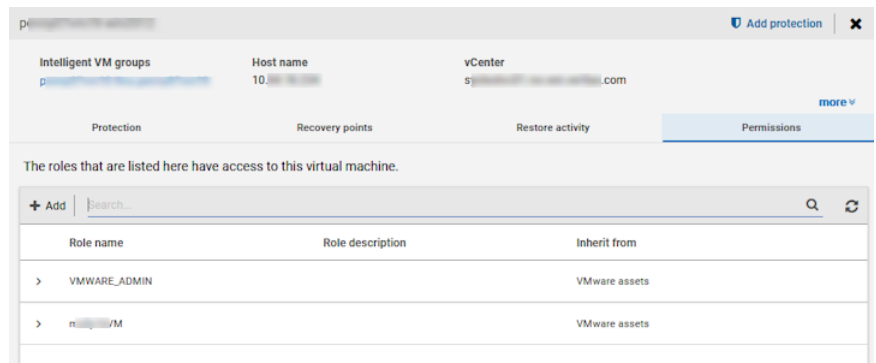 Add protection
Intelligent VM groups Host name vCenter
10. .com
more
Protection Recovery points Restore activity Permissions
The roles that are listed here have access to this virtual machine.
Add Search...
Role name Role description Inherit from
VMWARE_ADMIN VMware assets
VMware assets